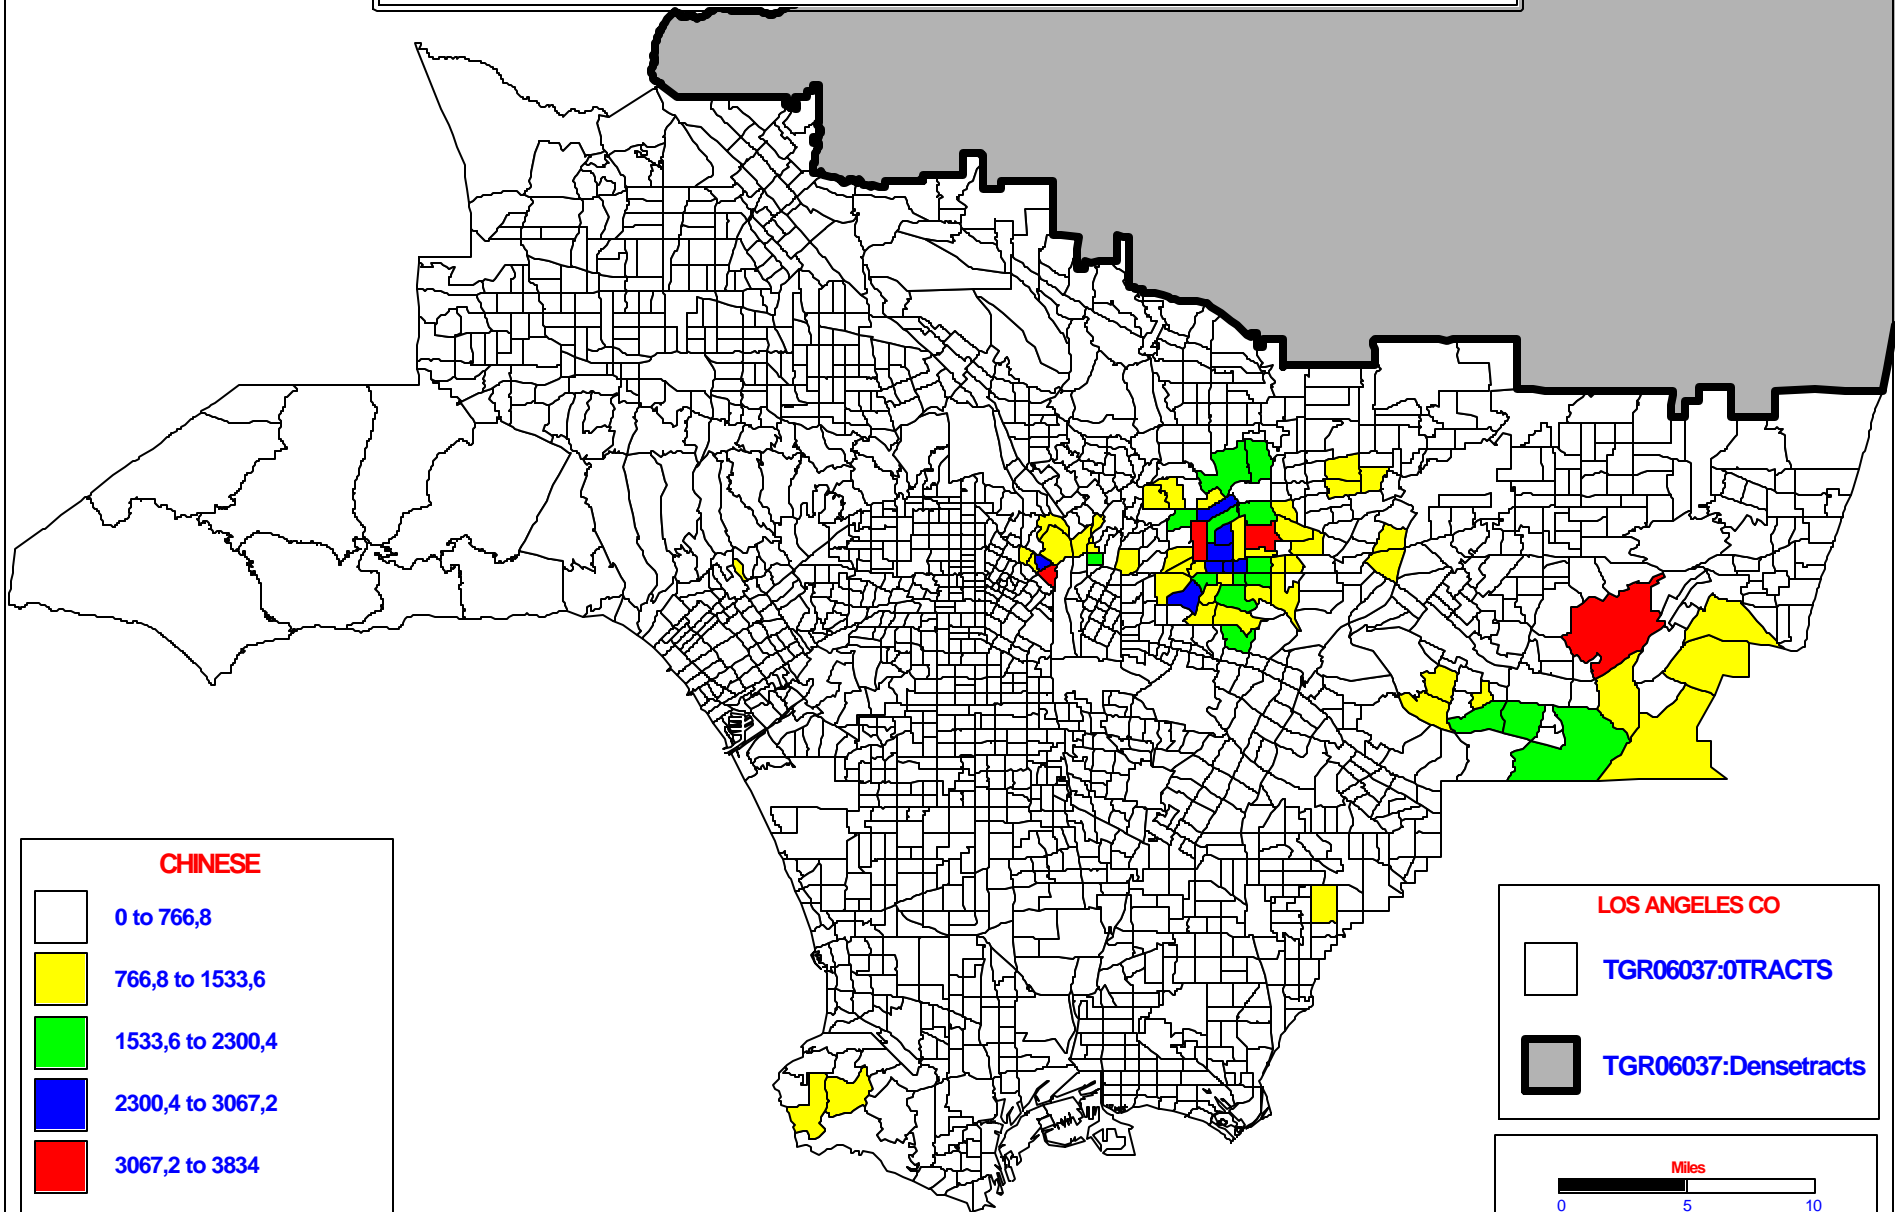 CHINESE
0 to 766,8
766,8 to 1533,6
1533,6 to 2300,4
2300,4 to 3067,2
3067,2 to 3834
LOS ANGELES CO
TGR06037:0TRACTS
TGR06037:Densetracts
Miles
0 5 10